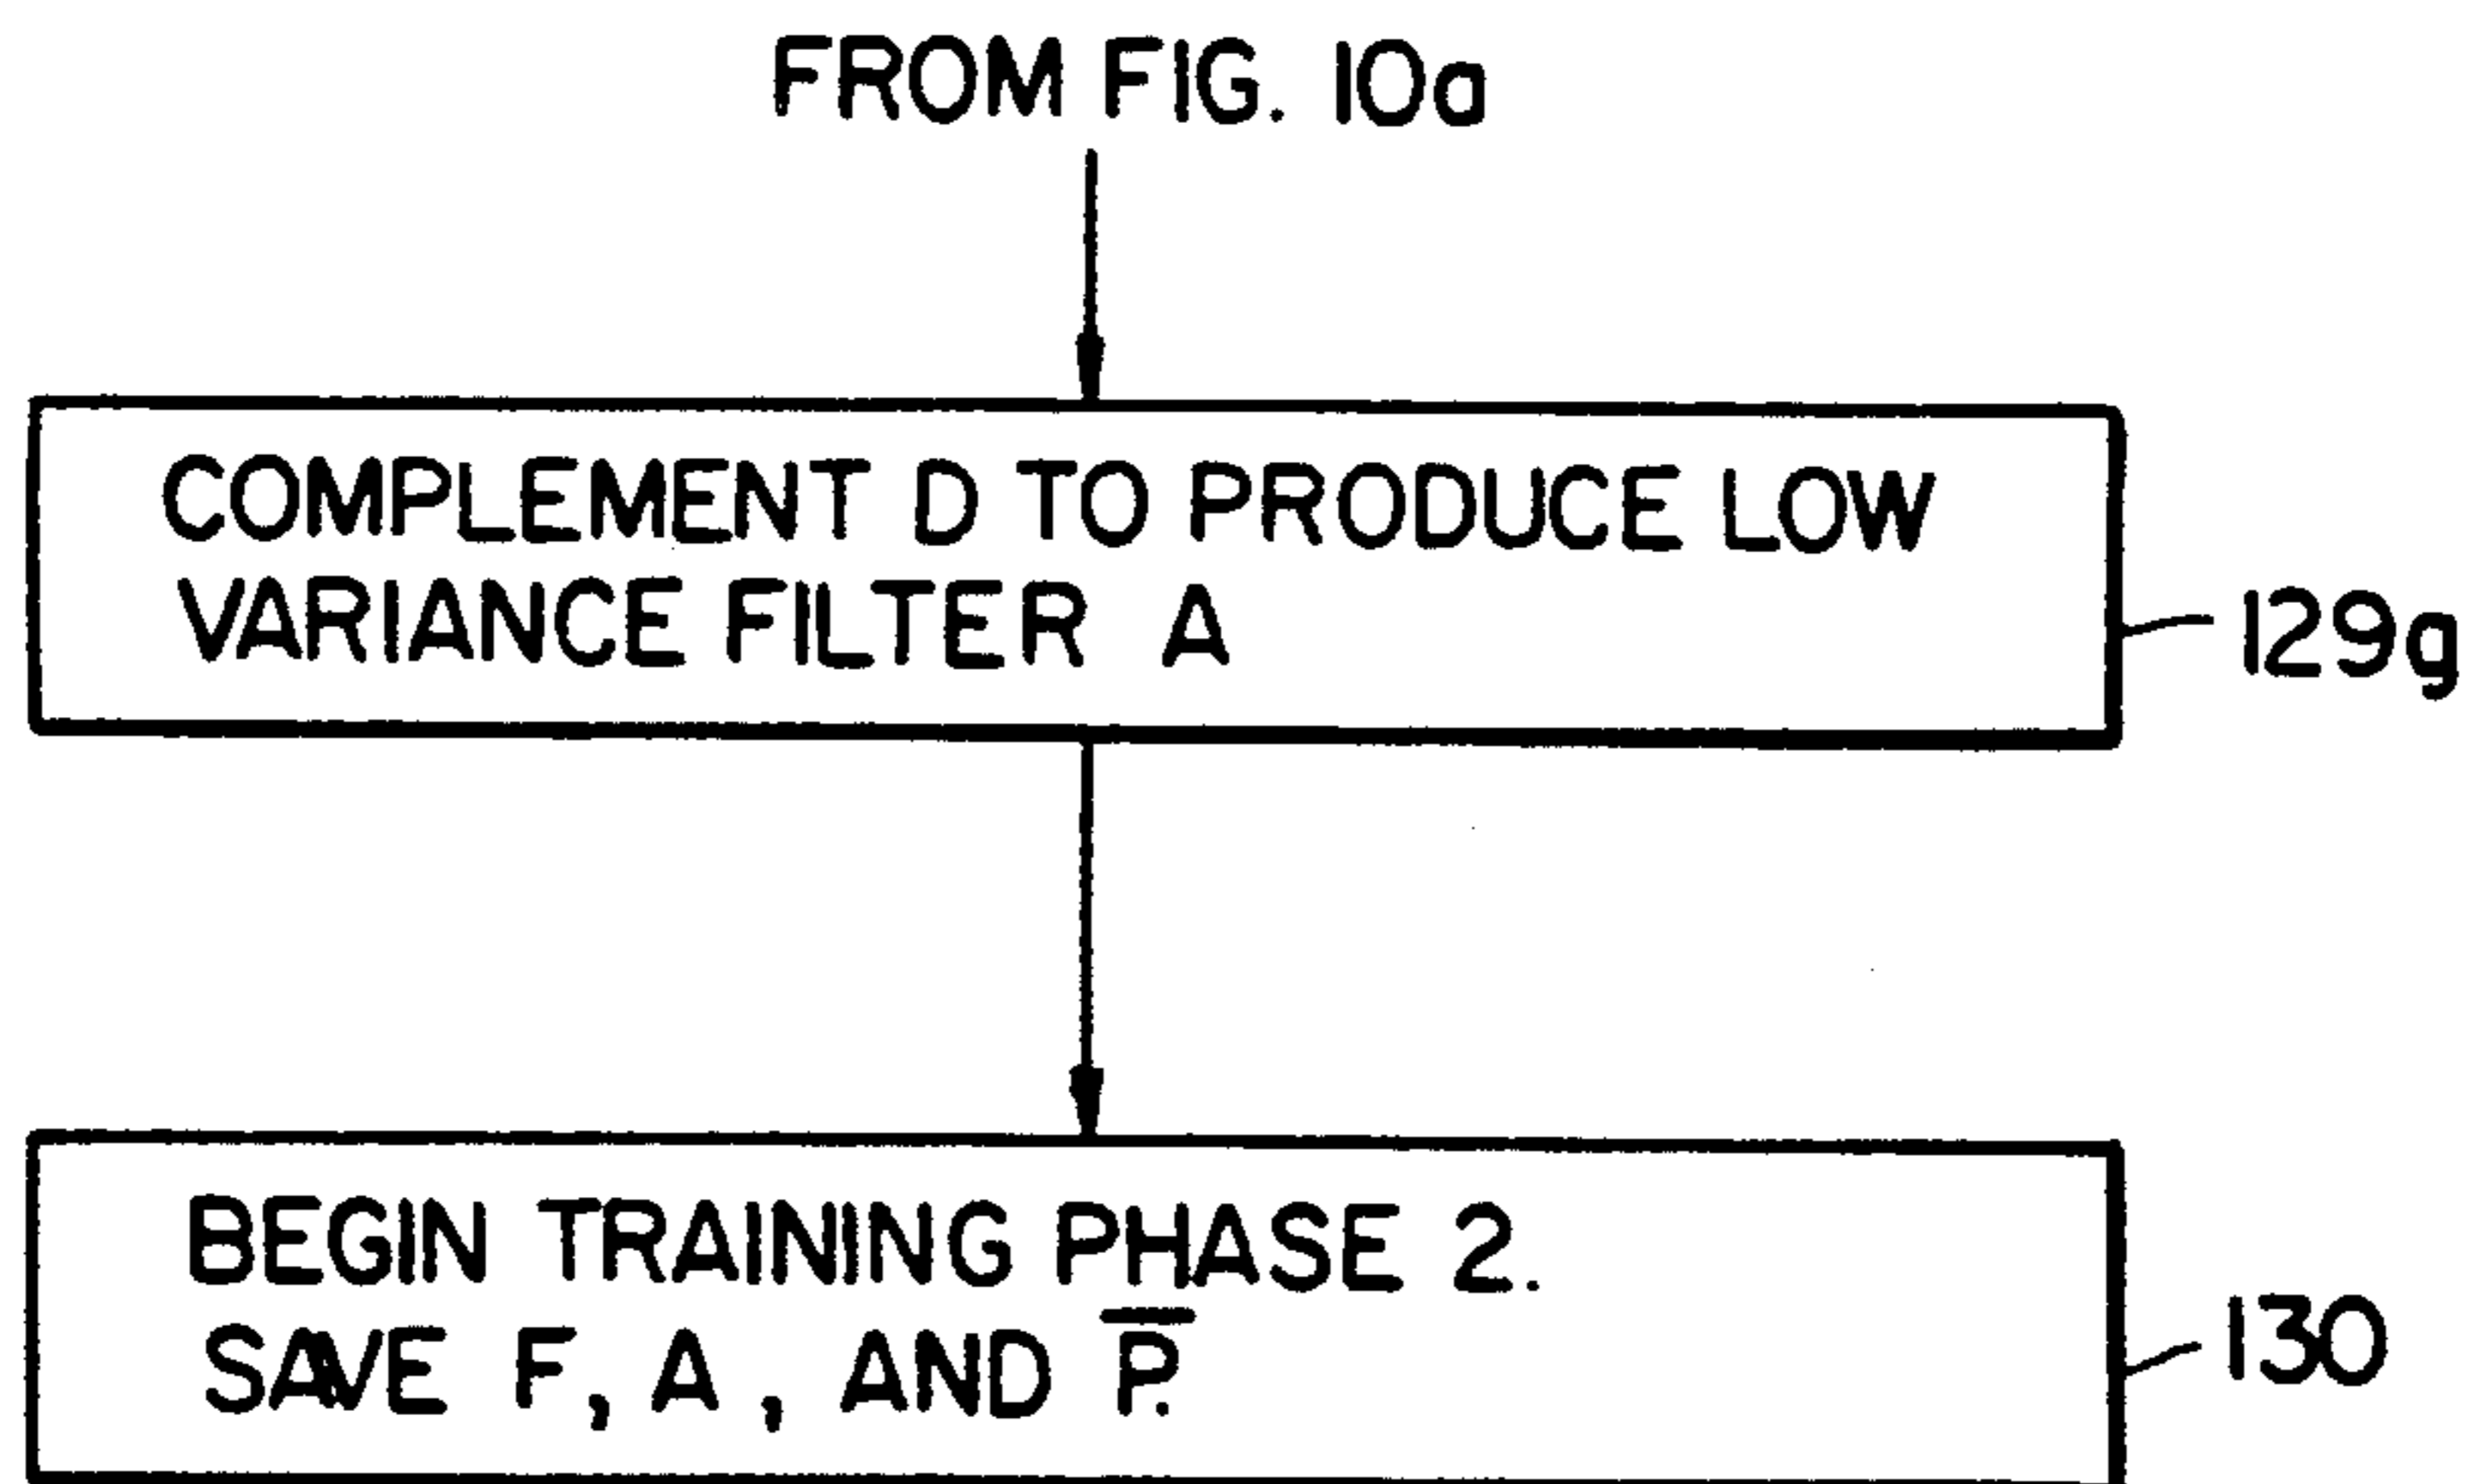 FROM FIG. 10a
COMPLEMENT D TO PRODUCE LOW
VARIANCE FILTER A
129g
BEGIN TRAINING PHASE 2.
SAVE F, A, AND P̅.
130